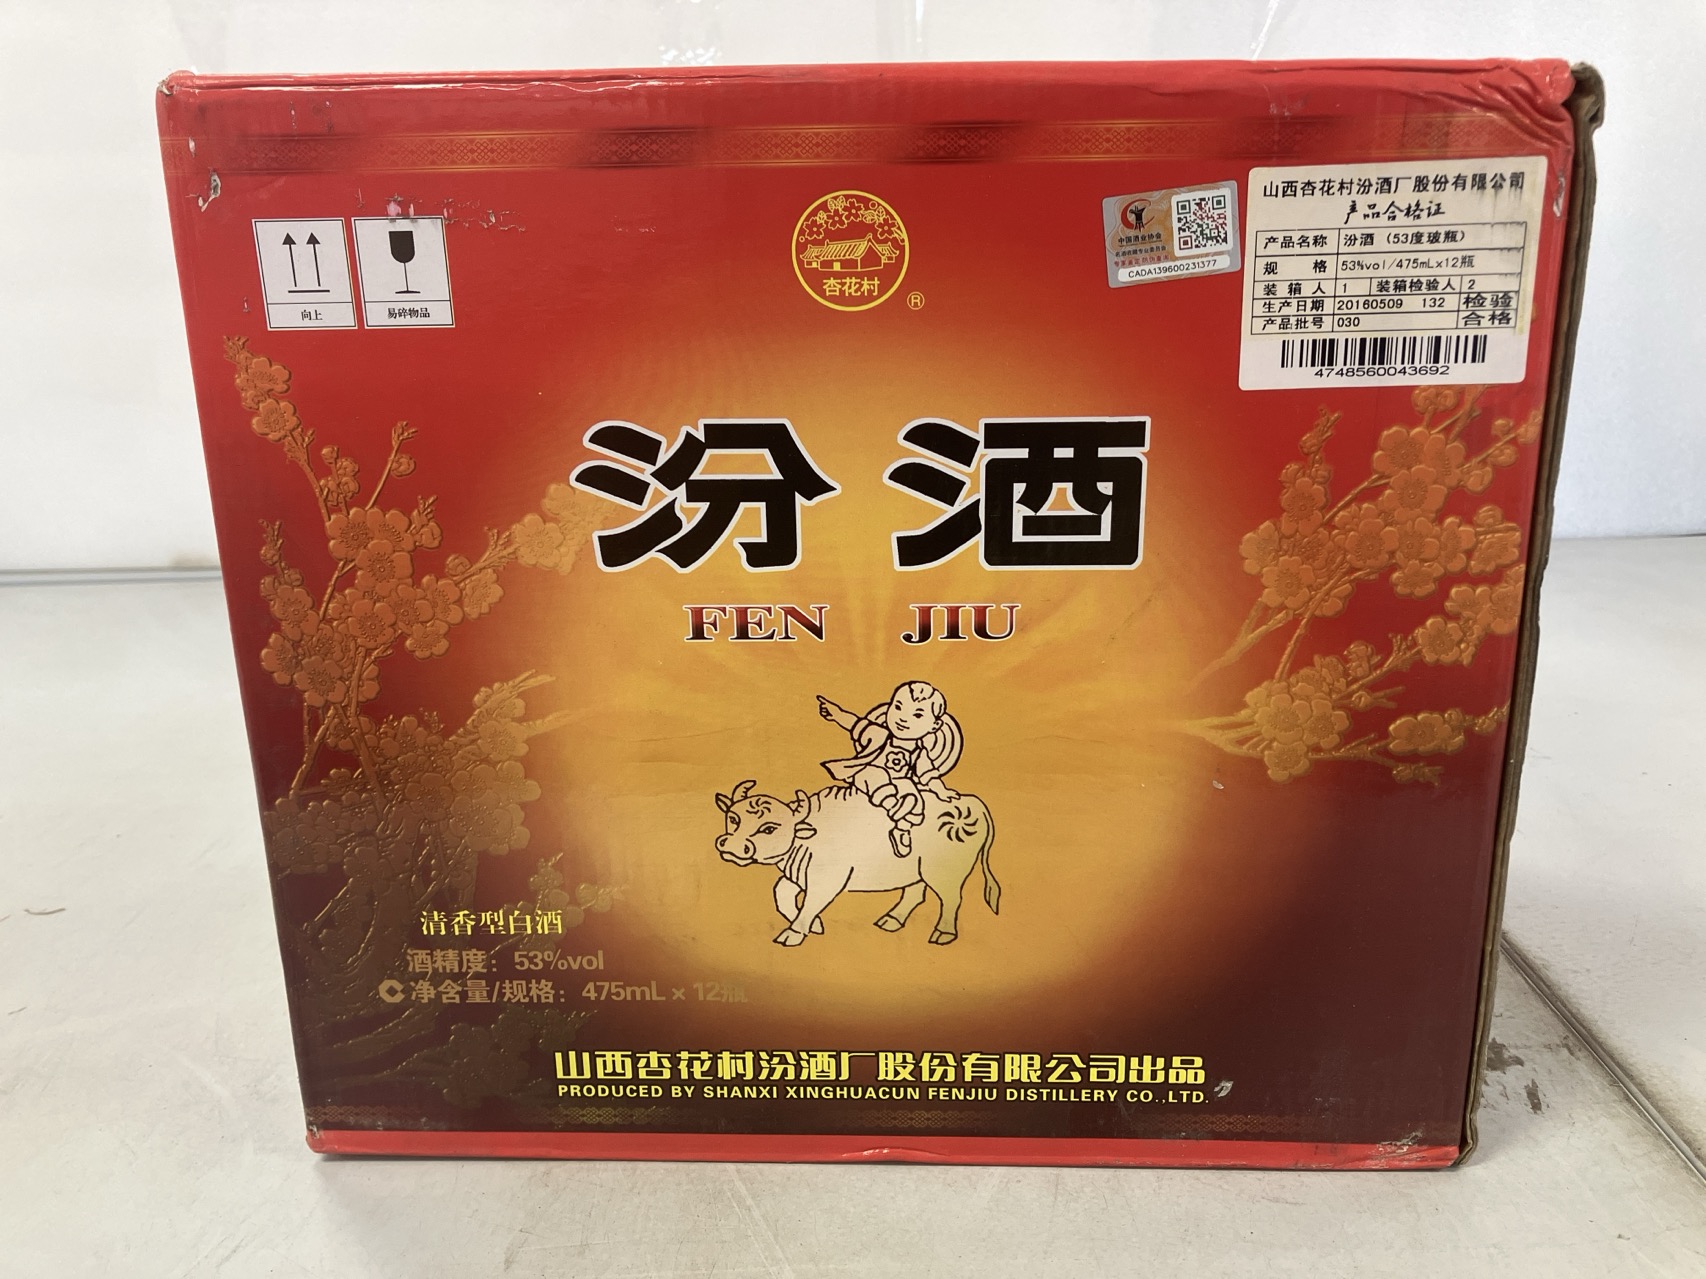 向上
易碎物品
杏花村
®
中国酒业协会
CADA139600231377
山西杏花村汾酒厂股份有限公司
产品合格证
产品名称 汾酒（53度玻瓶）
规 格 53%vol/475mL×12瓶
装箱人 1 装箱检验人 2
生产日期 20160509 132 检验
产品批号 030 合格
4748560043692
汾酒
FEN JIU
清香型白酒
酒精度：53%vol
净含量/规格：475mL×12瓶
山西杏花村汾酒厂股份有限公司出品
PRODUCED BY SHANXI XINGHUACUN FENJIU DISTILLERY CO.,LTD.